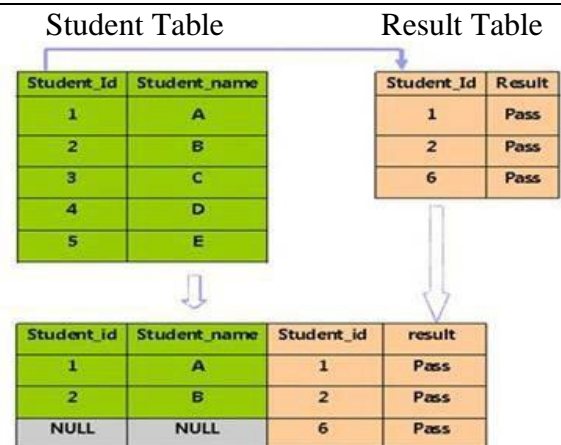 Student Table Result Table
Student_Id Student_name Student_Id Result
1 A 1 Pass
2 B 2 Pass
3 C 6 Pass
4 D
5 E
Student_id Student_name Student_id result
1 A 1 Pass
2 B 2 Pass
NULL NULL 6 Pass